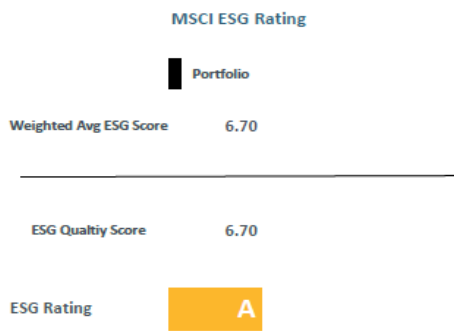 MSCI ESG Rating
Portfolio
Weighted Avg ESG Score 6.70
ESG Qualtiy Score 6.70
ESG Rating A